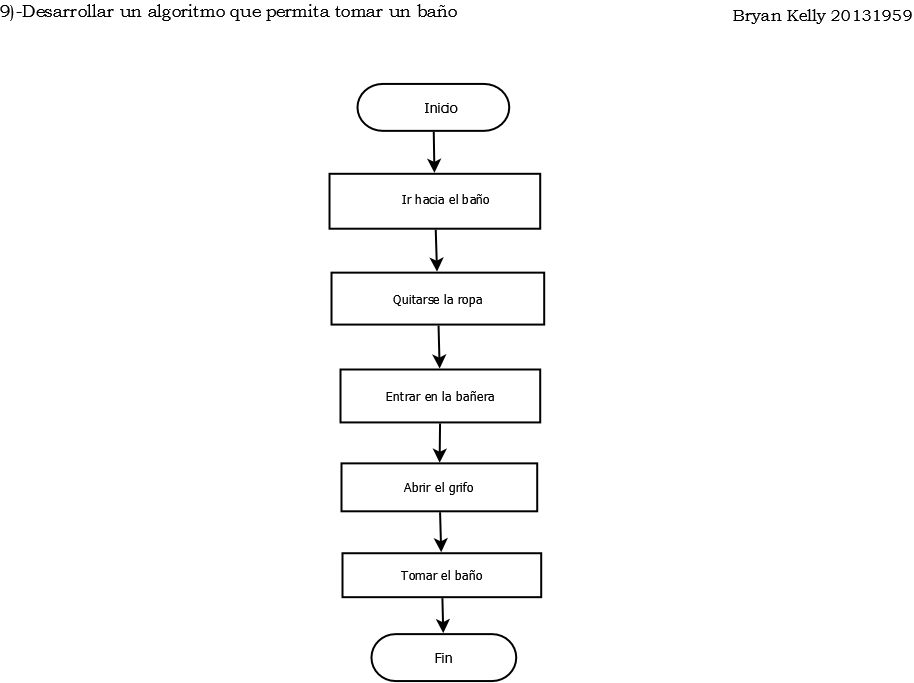 9)-Desarrollar un algoritmo que permita tomar un baño
Bryan Kelly 20131959
Inicio
Ir hacia el baño
Quitarse la ropa
Entrar en la bañera
Abrir el grifo
Tomar el baño
Fin